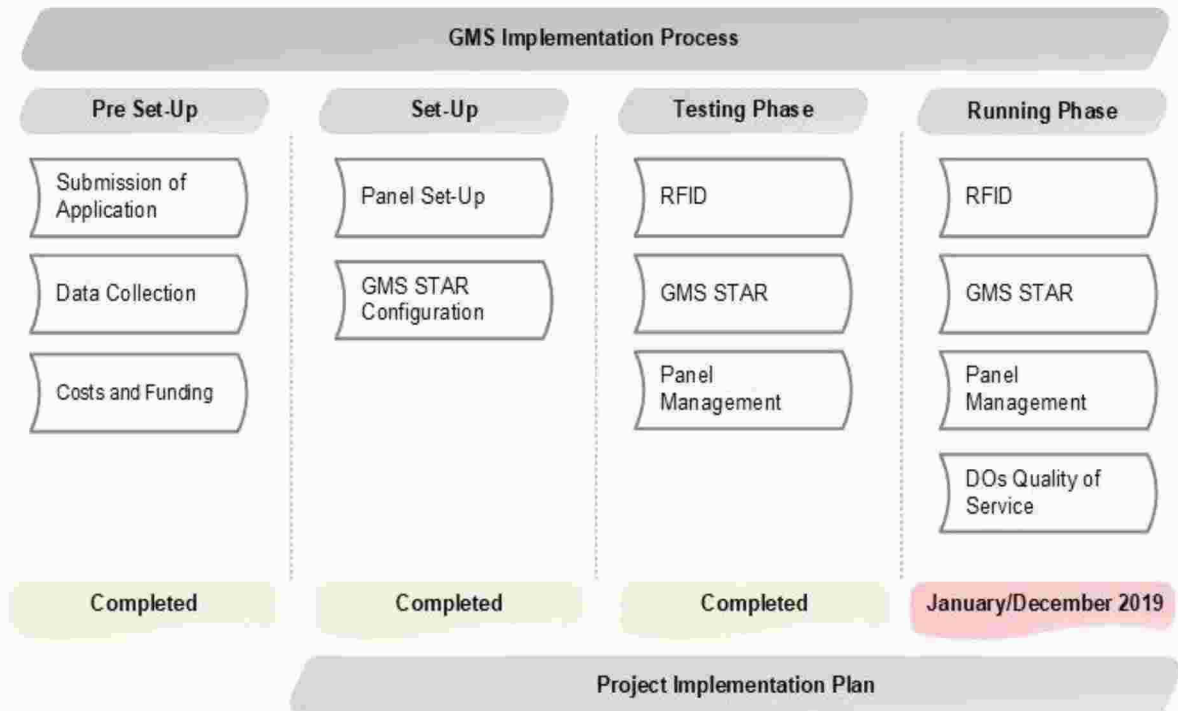 GMS Implementation Process
Pre Set-Up
Submission of
Application
Data Collection
Costs and Funding
Completed
Set-Up
Panel Set-Up
GMS STAR
Configuration
Completed
Testing Phase
RFID
GMS STAR
Panel
Management
Completed
Running Phase
RFID
GMS STAR
Panel
Management
DOs Quality of
Service
January/December 2019
Project Implementation Plan